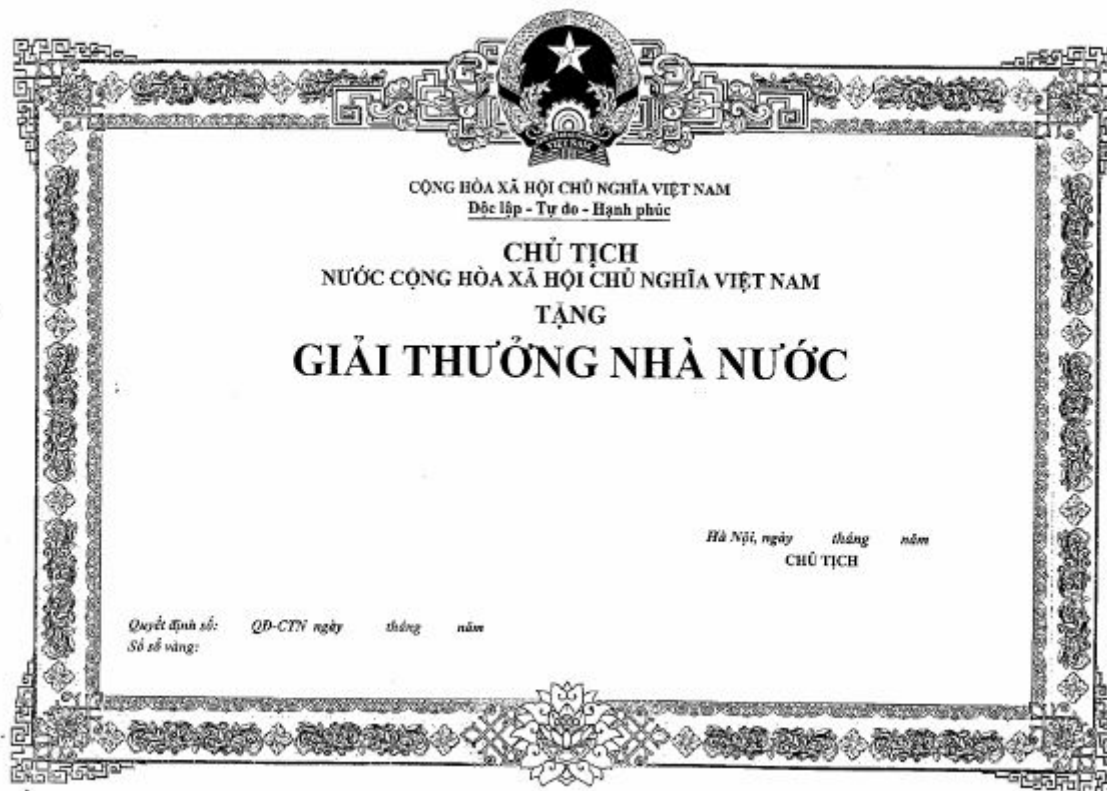 VIỆT NAM
CỘNG HÒA XÃ HỘI CHỦ NGHĨA VIỆT NAM
Độc lập - Tự do - Hạnh phúc
CHỦ TỊCH
NƯỚC CỘNG HÒA XÃ HỘI CHỦ NGHĨA VIỆT NAM
TẶNG
GIẢI THƯỞNG NHÀ NƯỚC
Hà Nội, ngày tháng năm
CHỦ TỊCH
Quyết định số: QĐ-CTN ngày tháng năm
Số sổ vàng: